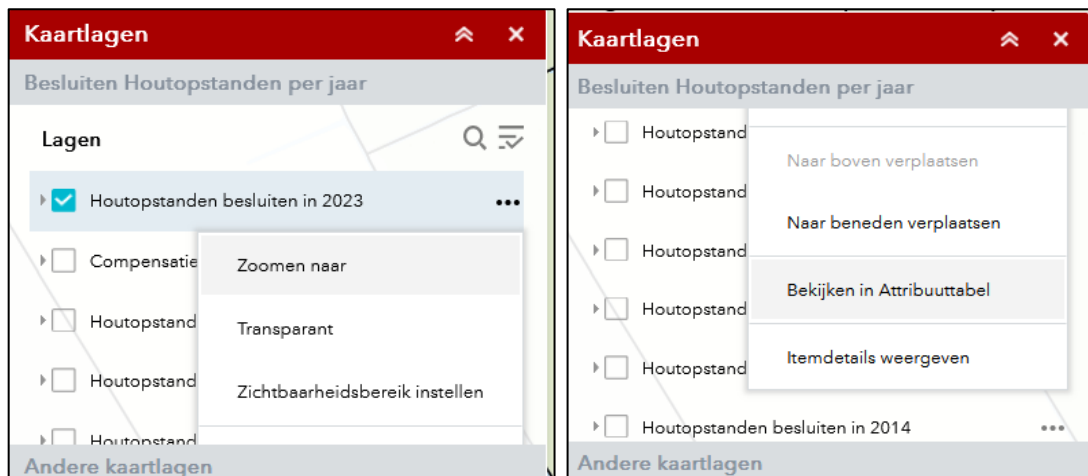 Kaartlagen
Besluiten Houtopstanden per jaar
Lagen
Houtopstanden besluiten in 2023
Compensatie
Zoomen naar
Houtopstand
Transparant
Houtopstand
Zichtbaarheidsbereik instellen
Houtopstand
Andere kaartlagen
Kaartlagen
Besluiten Houtopstanden per jaar
Houtopstand
Naar boven verplaatsen
Houtopstand
Naar beneden verplaatsen
Houtopstand
Bekijken in Attribuuttabel
Houtopstand
Itemdetails weergeven
Houtopstand
Houtopstanden besluiten in 2014
Andere kaartlagen